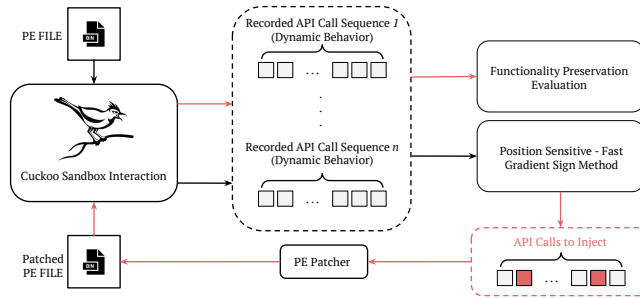 PE FILE
BIN
Cuckoo Sandbox Interaction
Patched
PE FILE
BIN
Recorded API Call Sequence 1
(Dynamic Behavior)
...
.
.
.
Recorded API Call Sequence n
(Dynamic Behavior)
...
Functionality Preservation
Evaluation
Position Sensitive - Fast
Gradient Sign Method
API Calls to Inject
...
PE Patcher